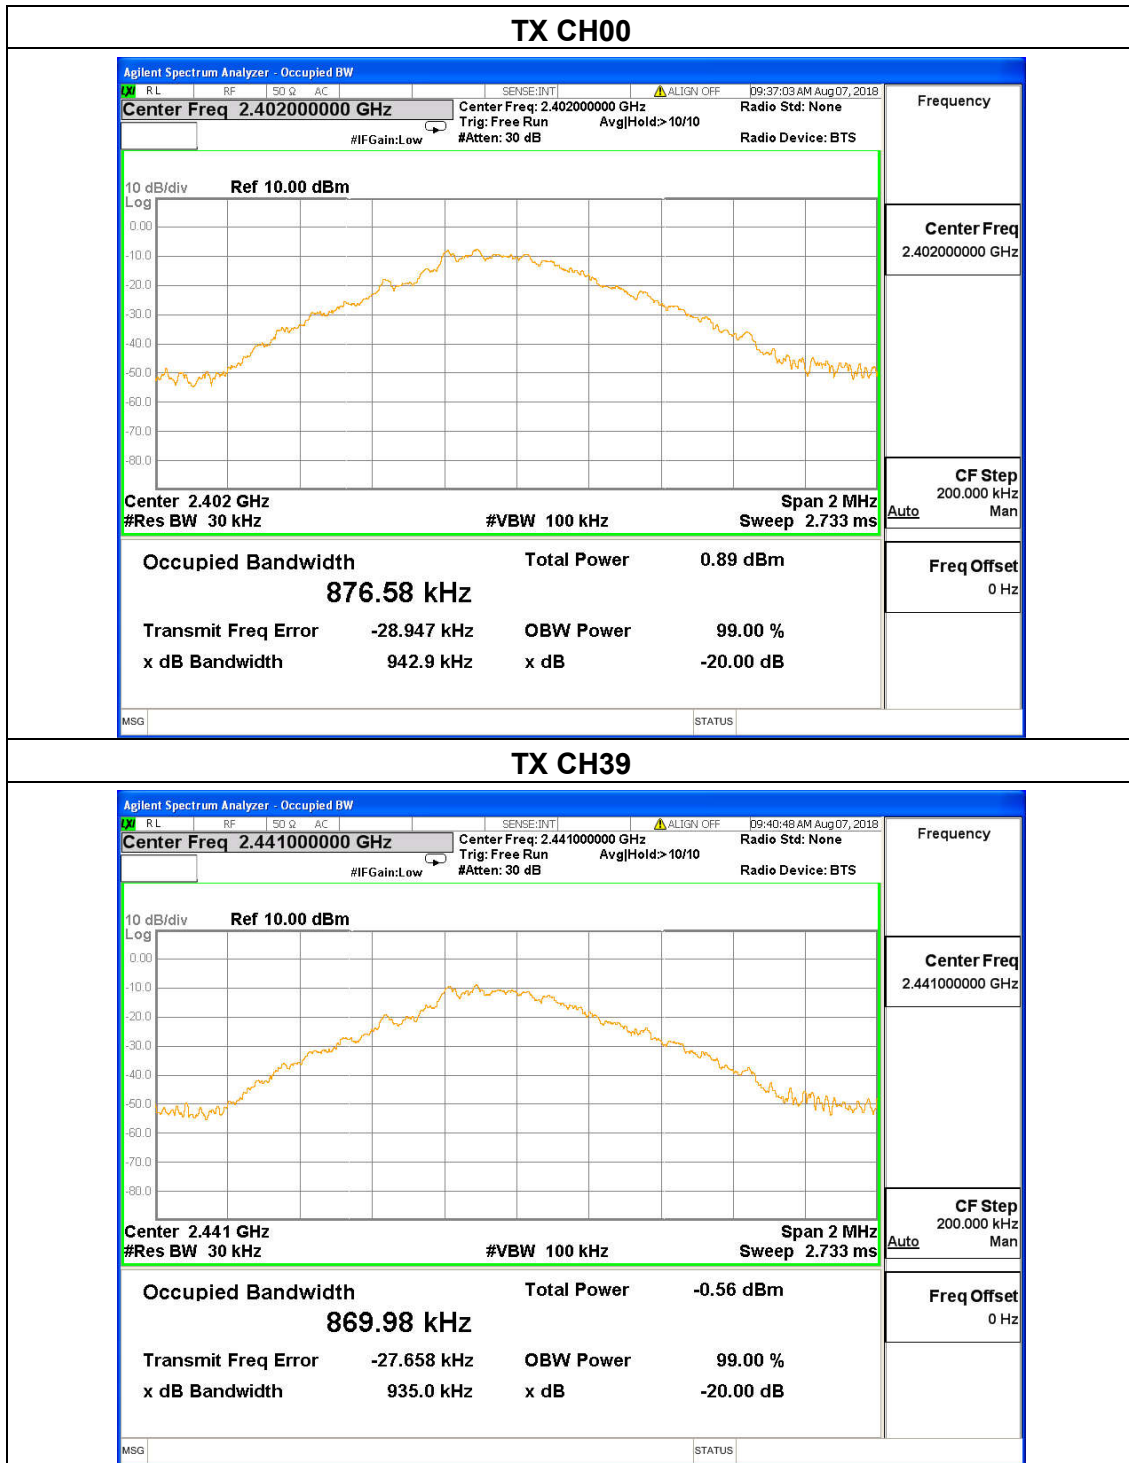 TX CH00
Agilent Spectrum Analyzer - Occupied BW
LXI RL RF 50 Ω AC SENSE:INT ALIGN OFF 09:37:03 AM Aug 07, 2018
Center Freq 2.402000000 GHz
Center Freq: 2.402000000 GHz Radio Std: None
Trig: Free Run Avg|Hold:> 10/10
#IFGain:Low #Atten: 30 dB Radio Device: BTS
Frequency
10 dB/div Ref 10.00 dBm
Log
0.00
-10.0
-20.0
-30.0
-40.0
-50.0
-60.0
-70.0
-80.0
Center Freq
2.402000000 GHz
Center 2.402 GHz Span 2 MHz
#Res BW 30 kHz #VBW 100 kHz Sweep 2.733 ms
CF Step
200.000 kHz
Auto Man
Occupied Bandwidth Total Power 0.89 dBm
876.58 kHz
Transmit Freq Error -28.947 kHz OBW Power 99.00 %
x dB Bandwidth 942.9 kHz x dB -20.00 dB
Freq Offset
0 Hz
MSG STATUS
TX CH39
Agilent Spectrum Analyzer - Occupied BW
LXI RL RF 50 Ω AC SENSE:INT ALIGN OFF 09:40:48 AM Aug 07, 2018
Center Freq 2.441000000 GHz
Center Freq: 2.441000000 GHz Radio Std: None
Trig: Free Run Avg|Hold:> 10/10
#IFGain:Low #Atten: 30 dB Radio Device: BTS
Frequency
10 dB/div Ref 10.00 dBm
Log
0.00
-10.0
-20.0
-30.0
-40.0
-50.0
-60.0
-70.0
-80.0
Center Freq
2.441000000 GHz
Center 2.441 GHz Span 2 MHz
#Res BW 30 kHz #VBW 100 kHz Sweep 2.733 ms
CF Step
200.000 kHz
Auto Man
Occupied Bandwidth Total Power -0.56 dBm
869.98 kHz
Transmit Freq Error -27.658 kHz OBW Power 99.00 %
x dB Bandwidth 935.0 kHz x dB -20.00 dB
Freq Offset
0 Hz
MSG STATUS